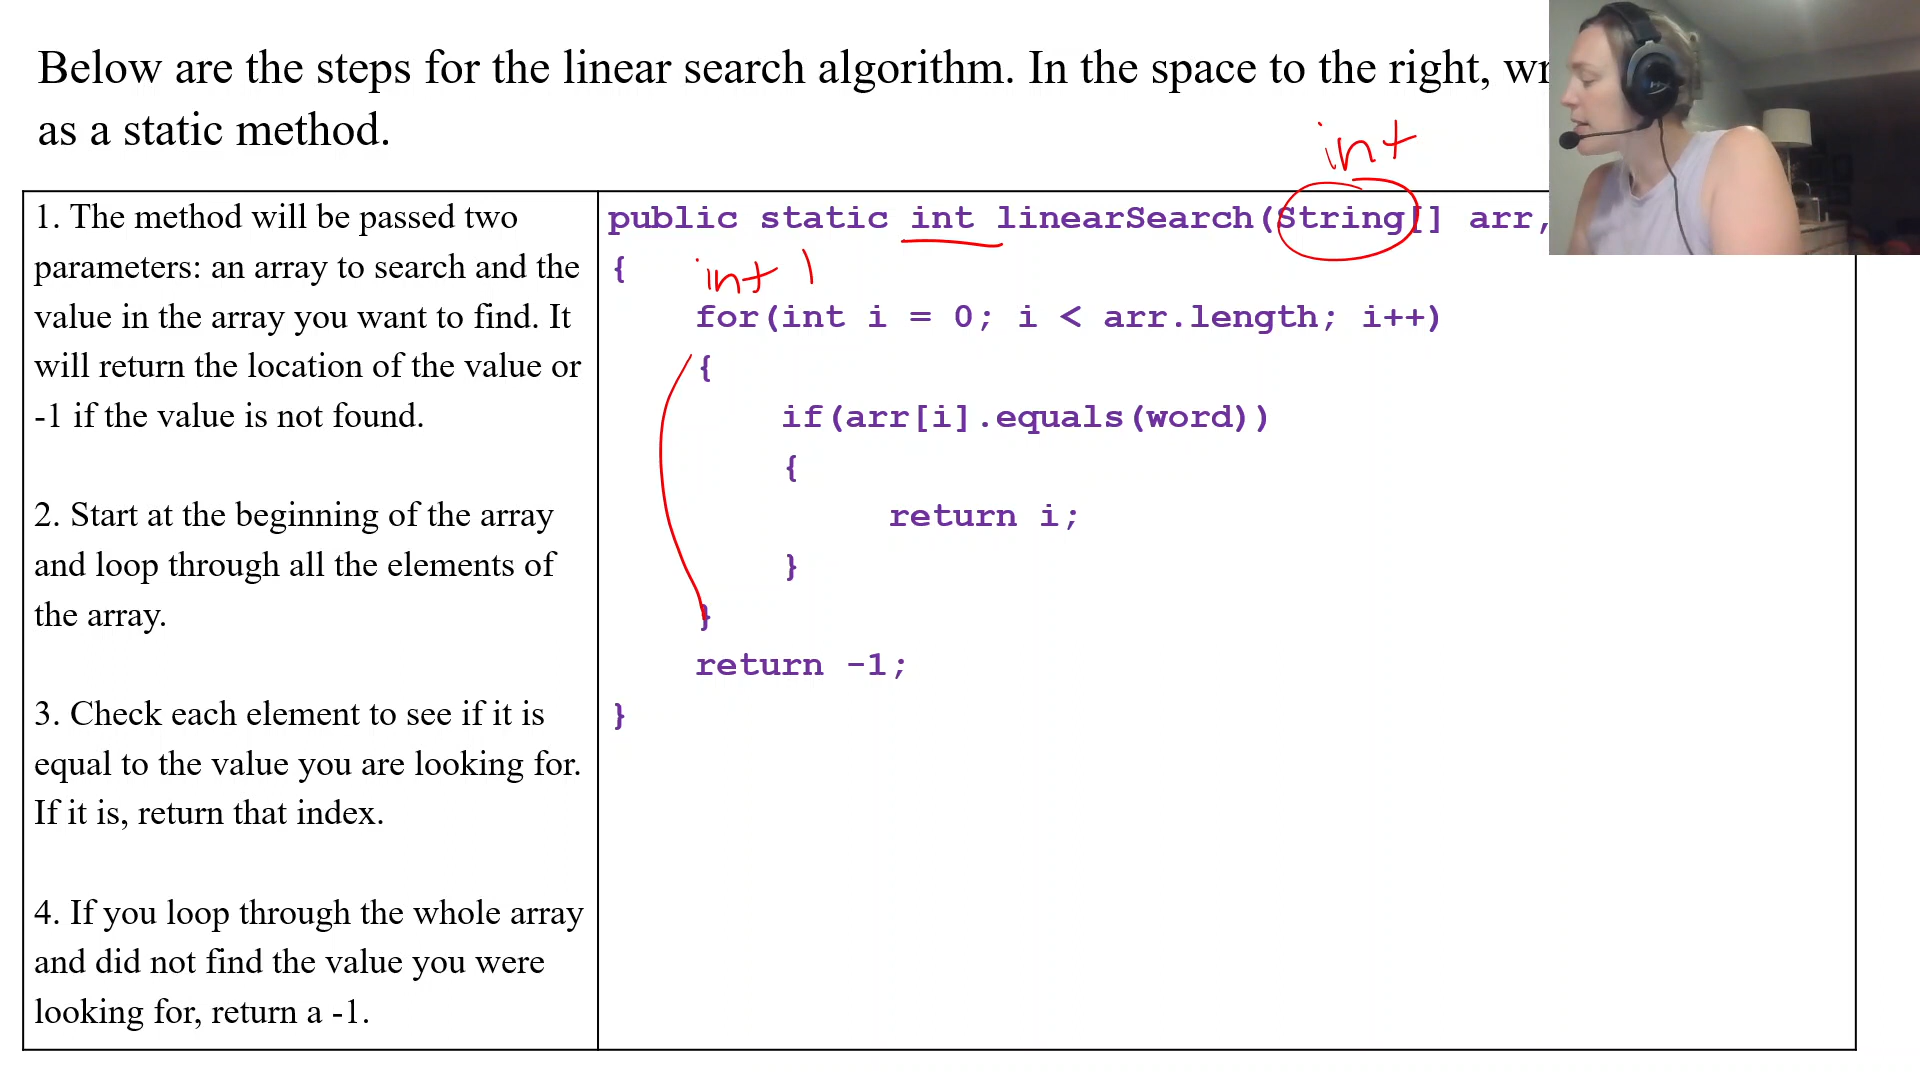 Below are the steps for the linear search algorithm. In the space to the right,
as a static method.
int
1. The method will be passed two
parameters: an array to search and the
value in the array you want to find. It
will return the location of the value or
-1 if the value is not found.
2. Start at the beginning of the array
and loop through all the elements of
the array.
3. Check each element to see if it is
equal to the value you are looking for.
If it is, return that index.
4. If you loop through the whole array
and did not find the value you were
looking for, return a -1.
public static int linearSearch(String[] arr,
{
int
for(int i = 0; i < arr.length; i++)
{
if(arr[i].equals(word))
{
return i;
}
}
return -1;
}